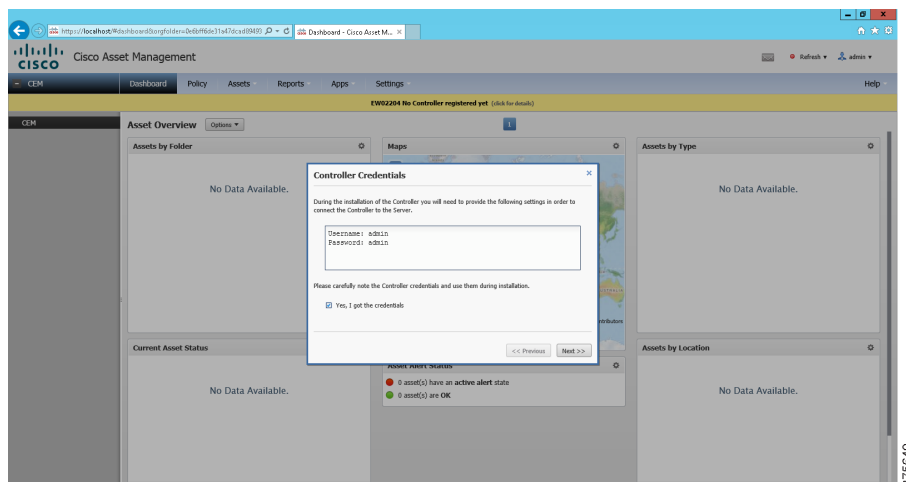 https://localhost/#dashboard&orgfolder=0e6bff6de31a47dcad89493
Dashboard - Cisco Asset M...
CISCO
Cisco Asset Management
Refresh
admin
CEM
Dashboard
Policy
Assets
Reports
Apps
Settings
Help
EW02204 No Controller registered yet (click for details)
CEM
Asset Overview
Options
1
Assets by Folder
Maps
Assets by Type
No Data Available.
No Data Available.
Controller Credentials
During the installation of the Controller you will need to provide the following settings in order to
connect the Controller to the Server.
Username: admin
Password: admin
Please carefully note the Controller credentials and use them during installation.
Yes, I got the credentials
ntributors
<< Previous
Next >>
Current Asset Status
Assets by Location
Asset Alert Status
0 asset(s) have an active alert state
0 asset(s) are OK
No Data Available.
No Data Available.